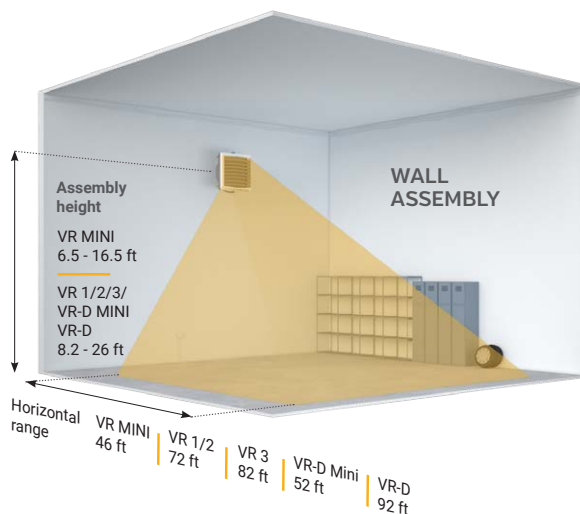 WALL
ASSEMBLY
Assembly
height
VR MINI
6.5 - 16.5 ft
VR 1/2/3/
VR-D MINI
VR-D
8.2 - 26 ft
Horizontal
range
VR MINI
46 ft
VR 1/2
72 ft
VR 3
82 ft
VR-D Mini
52 ft
VR-D
92 ft